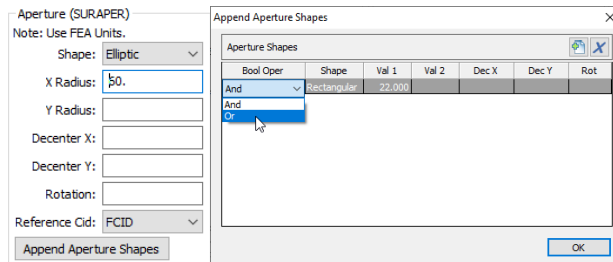 Aperture (SURAPER)
Note: Use FEA Units.
Shape: Elliptic
X Radius: 50.
Y Radius:
Decenter X:
Decenter Y:
Rotation:
Reference Cid: FCID
Append Aperture Shapes
Append Aperture Shapes
Aperture Shapes
Bool Oper Shape Val 1 Val 2 Dec X Dec Y Rot
And Rectangular 22.000
And
Or
OK